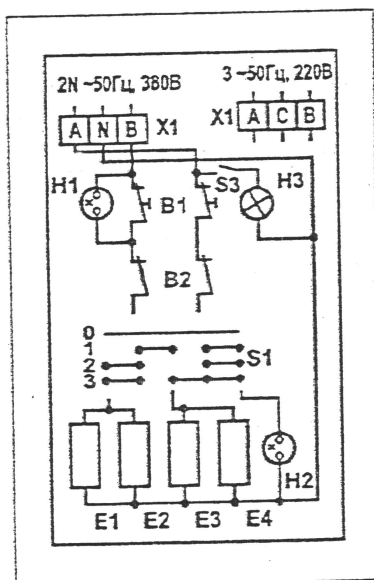 2N ~50Гц, 380В
3 ~50Гц, 220В
A N B X1
X1 A C B
H1
B1
S3
H3
B2
0
1
2
3
S1
H2
E1 E2 E3 E4